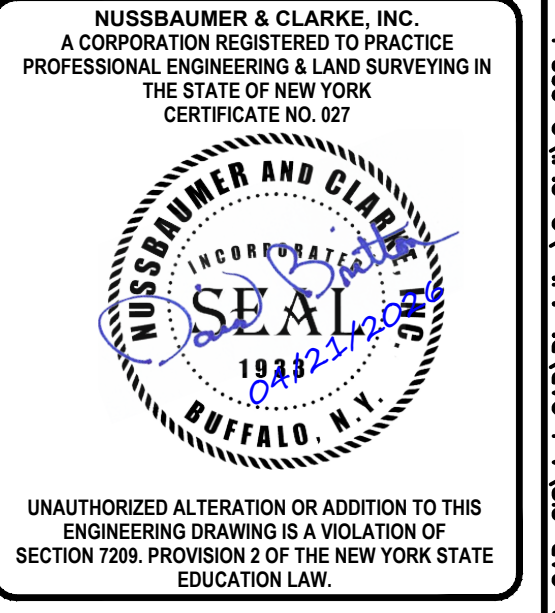 NUSSBAUMER & CLARKE, INC.
A CORPORATION REGISTERED TO PRACTICE
PROFESSIONAL ENGINEERING & LAND SURVEYING IN
THE STATE OF NEW YORK
CERTIFICATE NO. 027
NUSSBAUMER AND CLARKE, INC
INCORPORATED
SEAL
1933
BUFFALO, N.Y.
David Britton
04/21/2026
UNAUTHORIZED ALTERATION OR ADDITION TO THIS
ENGINEERING DRAWING IS A VIOLATION OF
SECTION 7209. PROVISION 2 OF THE NEW YORK STATE
EDUCATION LAW.